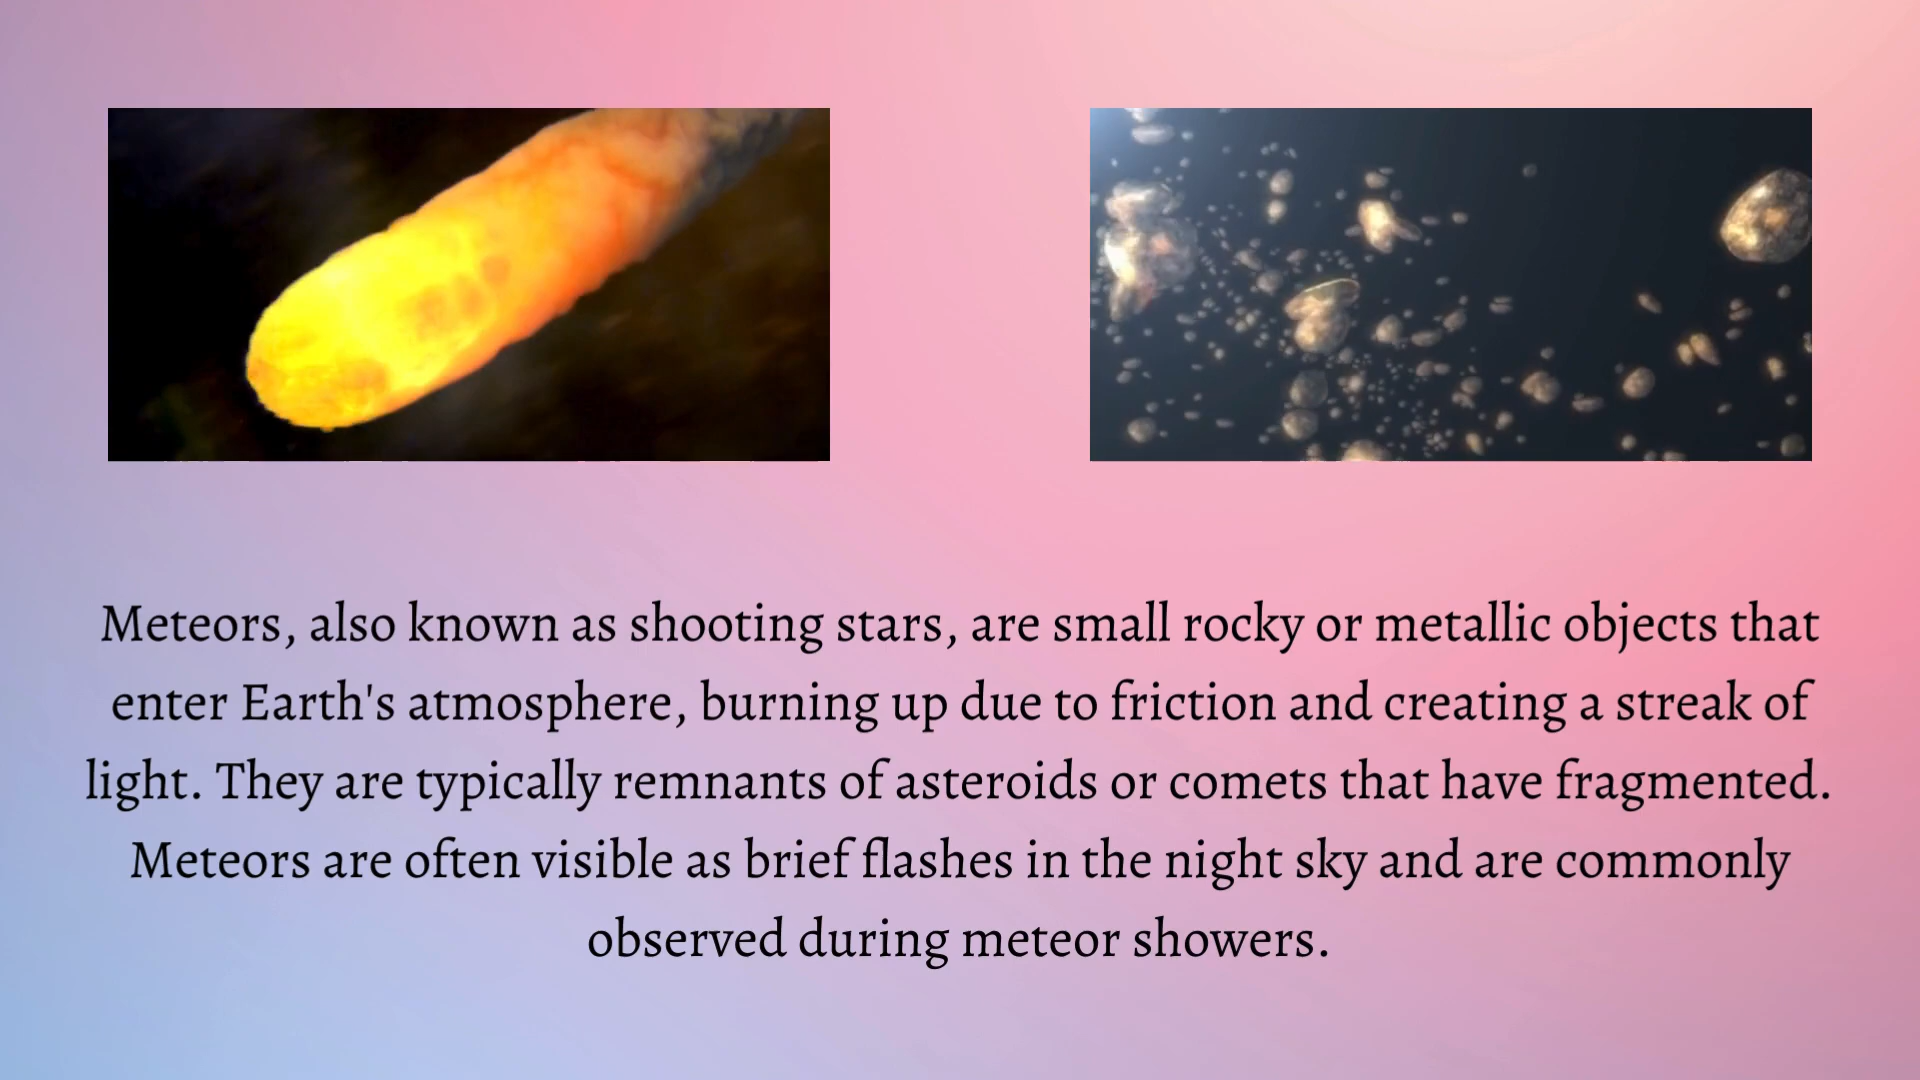 Meteors, also known as shooting stars, are small rocky or metallic objects that
enter Earth's atmosphere, burning up due to friction and creating a streak of
light. They are typically remnants of asteroids or comets that have fragmented.
Meteors are often visible as brief flashes in the night sky and are commonly
observed during meteor showers.